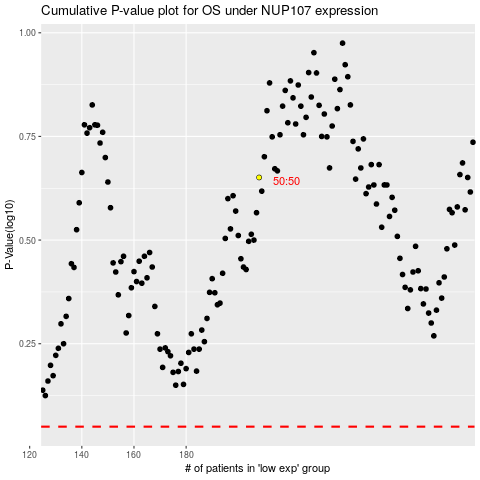 Cumulative P-value plot for OS under NUP107 expression
P-Value(log10)
1.00
0.75
0.50
0.25
50:50
120 140 160 180
# of patients in 'low exp' group